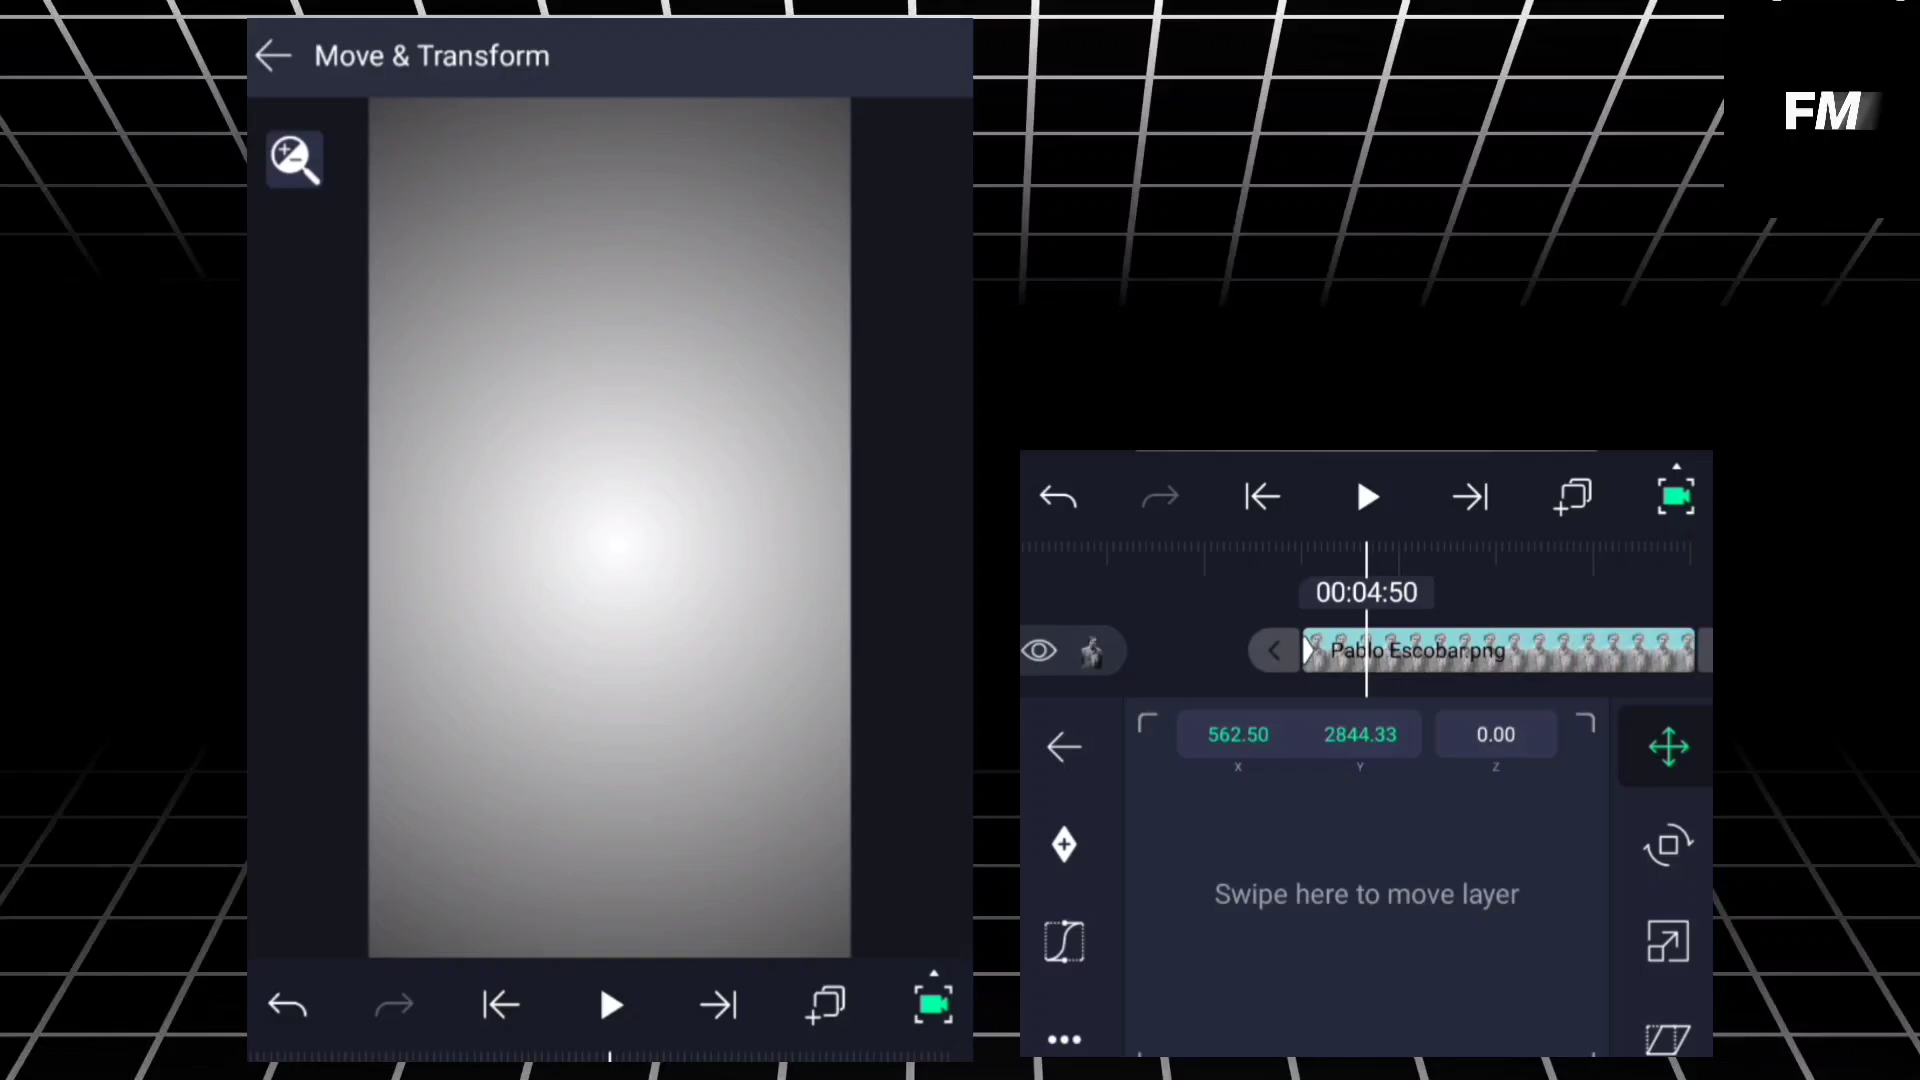 Move & Transform
FM
00:04:50
Pablo Escobar.png
562.50 2844.33 0.00
X Y Z
Swipe here to move layer